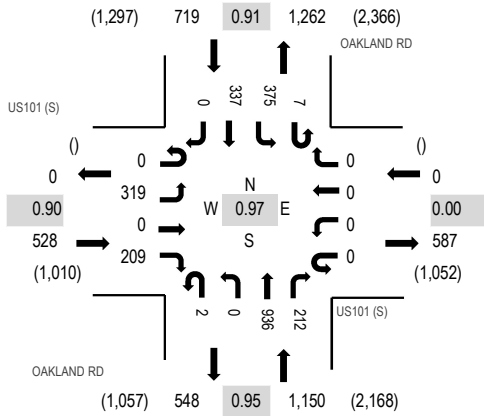 (1,297) 719 0.91 1,262 (2,366)
OAKLAND RD
US101 (S)
0 337 375 7
() 0 0 ()
0 319 0 0
0.90 W N 0.97 E S 0.00
0 0
528 209 0 587
(1,010) (1,052)
2 0 936 212
US101 (S)
OAKLAND RD
(1,057) 548 0.95 1,150 (2,168)